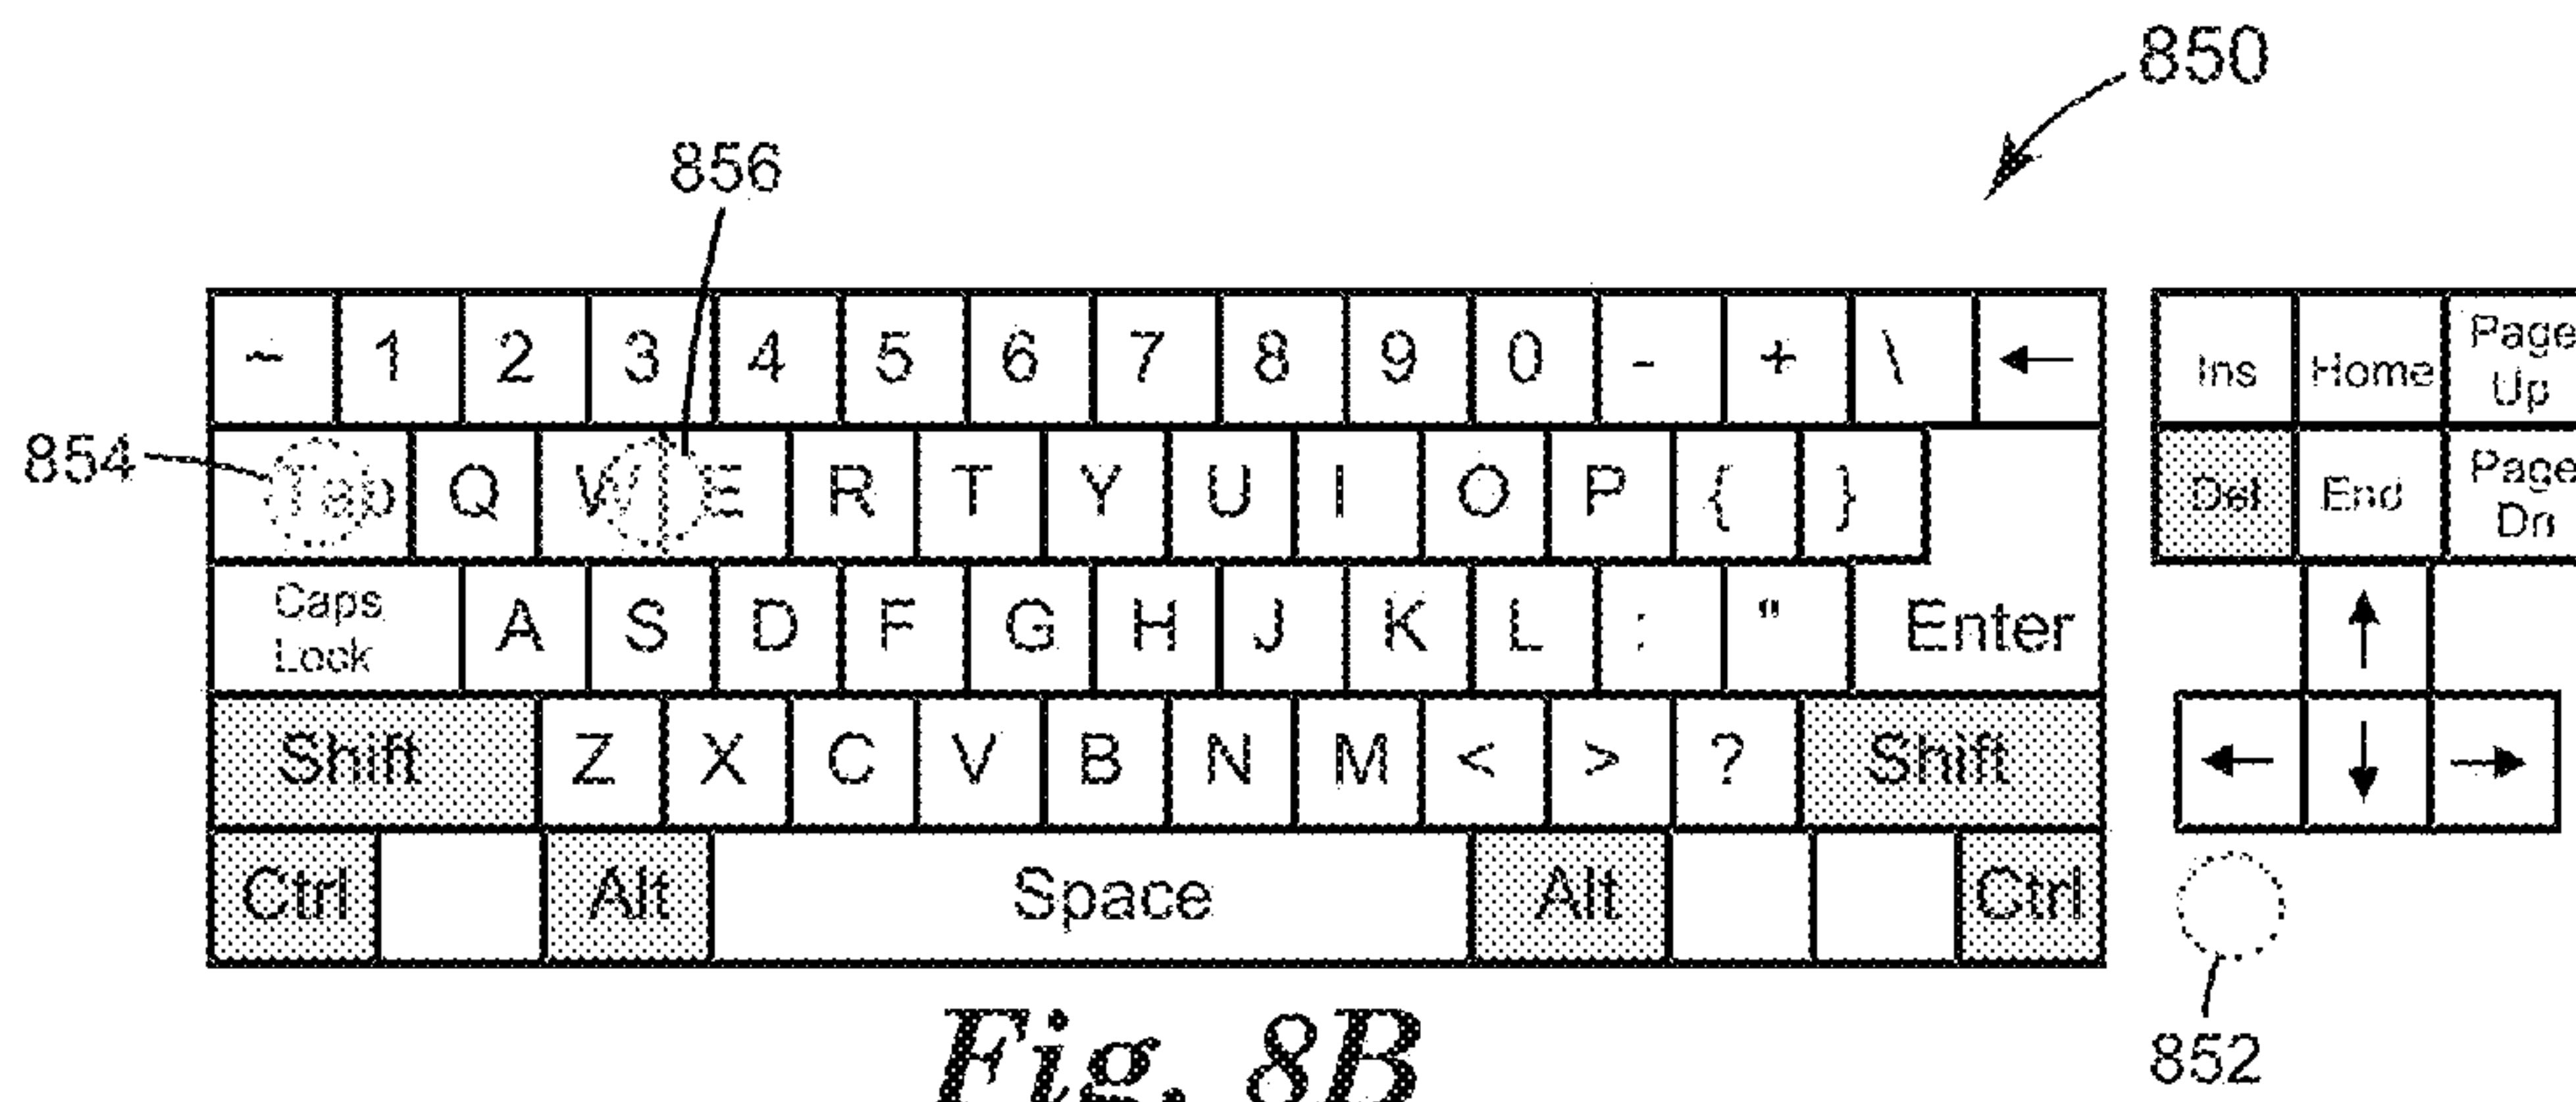 850
856
~ 1 2 3 4 5 6 7 8 9 0 - + \ ← Ins Home Page Up
854 Tab Q W E R T Y U I O P { } Del End Page Dn
Caps Lock A S D F G H J K L : " Enter ↑
Shift Z X C V B N M < > ? Shift ← ↓ →
Ctrl Alt Space Alt Ctrl
852
Fig. 8B